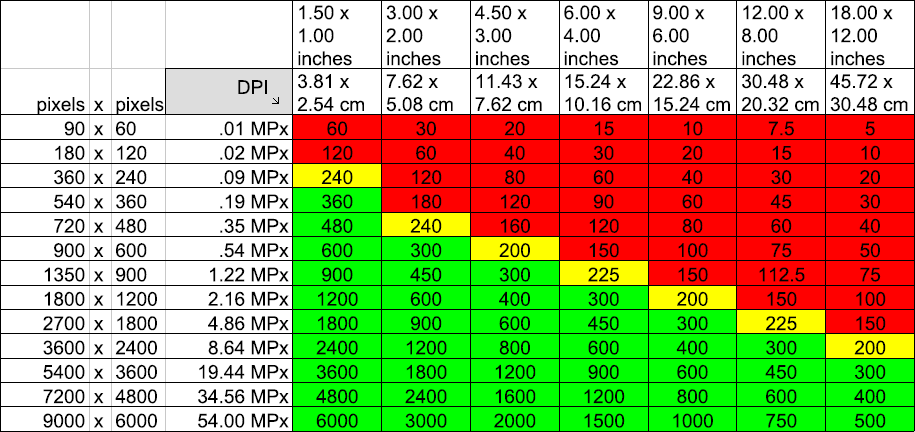 1.50 x 1.00 inches 3.00 x 2.00 inches 4.50 x 3.00 inches 6.00 x 4.00 inches 9.00 x 6.00 inches 12.00 x 8.00 inches 18.00 x 12.00 inches
pixels x pixels DPI ↘ 3.81 x 2.54 cm 7.62 x 5.08 cm 11.43 x 7.62 cm 15.24 x 10.16 cm 22.86 x 15.24 cm 30.48 x 20.32 cm 45.72 x 30.48 cm
90 x 60 .01 MPx 60 30 20 15 10 7.5 5
180 x 120 .02 MPx 120 60 40 30 20 15 10
360 x 240 .09 MPx 240 120 80 60 40 30 20
540 x 360 .19 MPx 360 180 120 90 60 45 30
720 x 480 .35 MPx 480 240 160 120 80 60 40
900 x 600 .54 MPx 600 300 200 150 100 75 50
1350 x 900 1.22 MPx 900 450 300 225 150 112.5 75
1800 x 1200 2.16 MPx 1200 600 400 300 200 150 100
2700 x 1800 4.86 MPx 1800 900 600 450 300 225 150
3600 x 2400 8.64 MPx 2400 1200 800 600 400 300 200
5400 x 3600 19.44 MPx 3600 1800 1200 900 600 450 300
7200 x 4800 34.56 MPx 4800 2400 1600 1200 800 600 400
9000 x 6000 54.00 MPx 6000 3000 2000 1500 1000 750 500